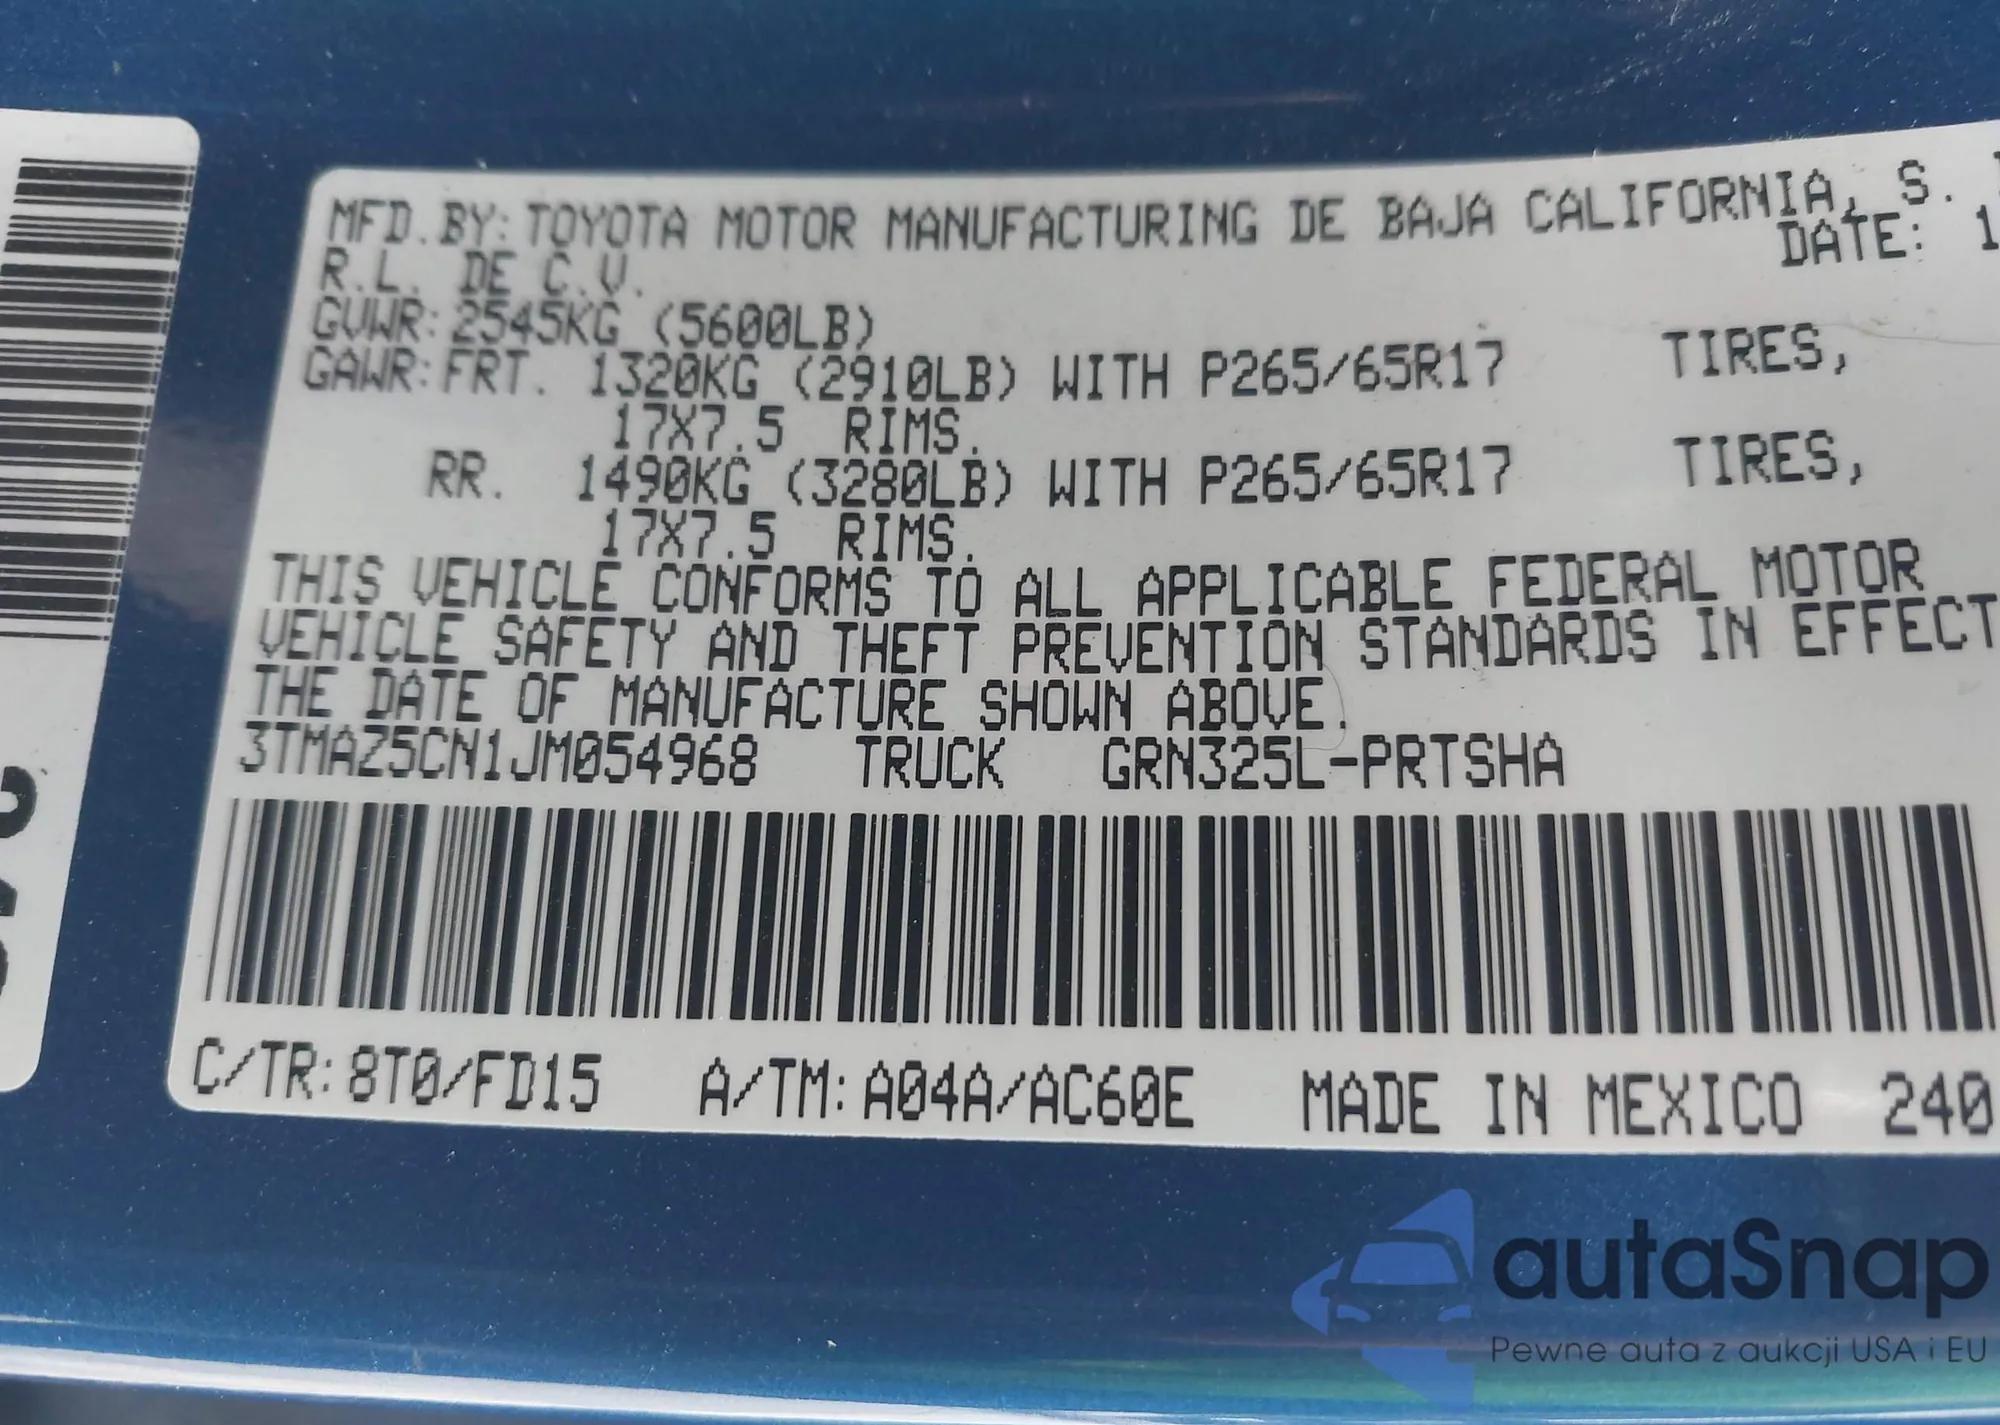 MFD.BY:TOYOTA MOTOR MANUFACTURING DE BAJA CALIFORNIA, S.
DATE: 1
R.L. DE C.V.
GVWR:2545KG (5600LB)
GAWR:FRT. 1320KG (2910LB) WITH P265/65R17 TIRES,
17X7.5 RIMS.
RR. 1490KG (3280LB) WITH P265/65R17 TIRES,
17X7.5 RIMS.
THIS VEHICLE CONFORMS TO ALL APPLICABLE FEDERAL MOTOR
VEHICLE SAFETY AND THEFT PREVENTION STANDARDS IN EFFECT
THE DATE OF MANUFACTURE SHOWN ABOVE.
3TMAZ5CN1JM054968 TRUCK GRN325L-PRTSHA
C/TR:8T0/FD15 A/TM:A04A/AC60E MADE IN MEXICO 240
autaSnap
Pewne auta z aukcji USA i EU